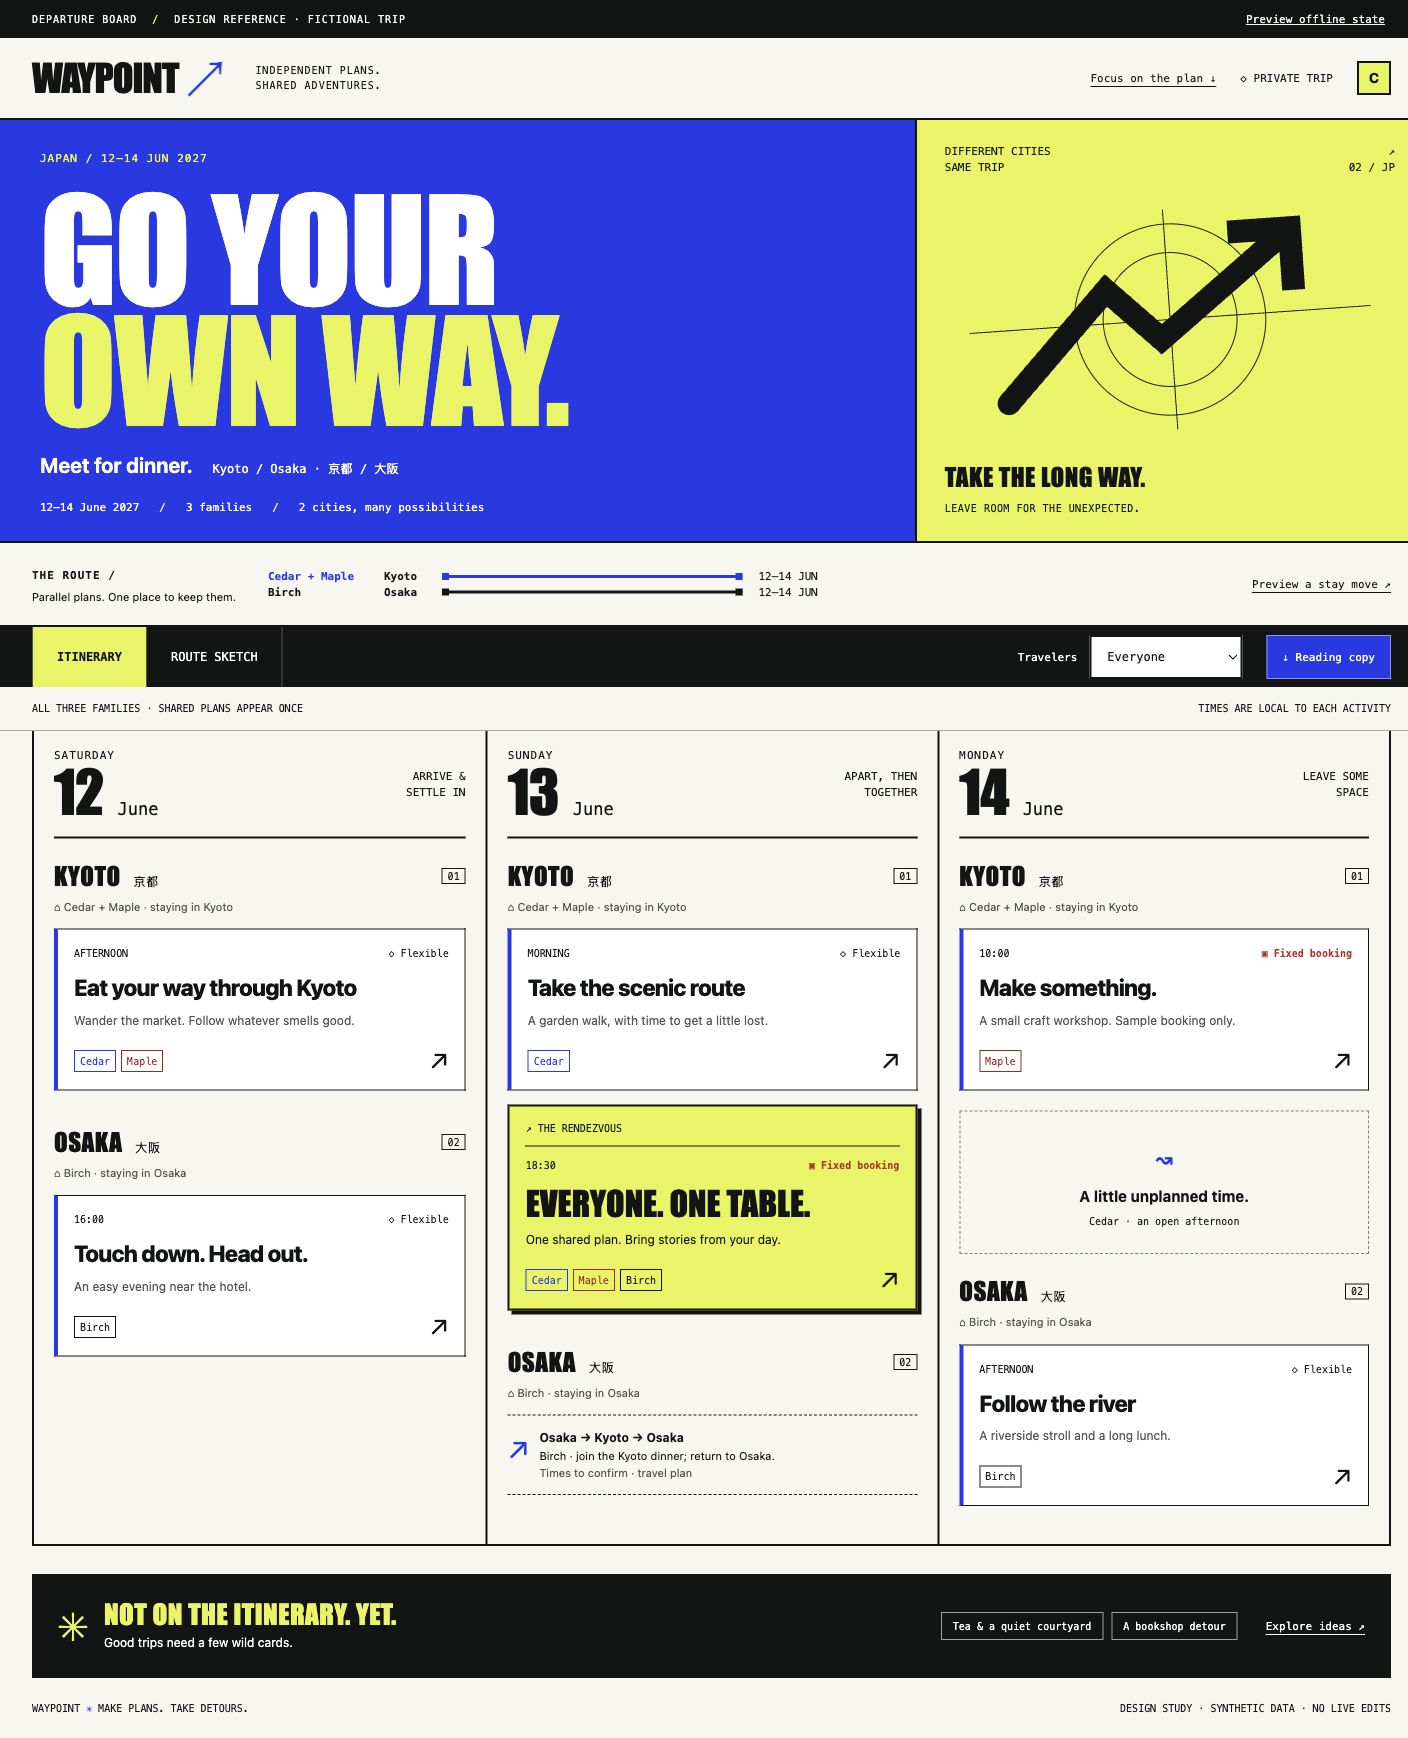 DEPARTURE BOARD / DESIGN REFERENCE · FICTIONAL TRIP
Preview offline state
WAYPOINT
INDEPENDENT PLANS.
SHARED ADVENTURES.
Focus on the plan ↓
◇ PRIVATE TRIP
C
JAPAN / 12–14 JUN 2027
GO YOUR
OWN WAY.
Meet for dinner.
Kyoto / Osaka · 京都 / 大阪
12–14 June 2027 / 3 families / 2 cities, many possibilities
DIFFERENT CITIES
SAME TRIP
↗
02 / JP
TAKE THE LONG WAY.
LEAVE ROOM FOR THE UNEXPECTED.
THE ROUTE /
Parallel plans. One place to keep them.
Cedar + Maple Kyoto 12–14 JUN
Birch Osaka 12–14 JUN
Preview a stay move ↗
ITINERARY
ROUTE SKETCH
Travelers
Everyone
↓ Reading copy
ALL THREE FAMILIES · SHARED PLANS APPEAR ONCE
TIMES ARE LOCAL TO EACH ACTIVITY
SATURDAY
12 June
ARRIVE &
SETTLE IN
KYOTO 京都
01
⌂ Cedar + Maple · staying in Kyoto
AFTERNOON
◇ Flexible
Eat your way through Kyoto
Wander the market. Follow whatever smells good.
Cedar Maple
OSAKA 大阪
02
⌂ Birch · staying in Osaka
16:00
◇ Flexible
Touch down. Head out.
An easy evening near the hotel.
Birch
SUNDAY
13 June
APART, THEN
TOGETHER
KYOTO 京都
01
⌂ Cedar + Maple · staying in Kyoto
MORNING
◇ Flexible
Take the scenic route
A garden walk, with time to get a little lost.
Cedar
↗ THE RENDEZVOUS
18:30
▣ Fixed booking
EVERYONE. ONE TABLE.
One shared plan. Bring stories from your day.
Cedar Maple Birch
OSAKA 大阪
02
⌂ Birch · staying in Osaka
Osaka → Kyoto → Osaka
Birch · join the Kyoto dinner; return to Osaka.
Times to confirm · travel plan
MONDAY
14 June
LEAVE SOME
SPACE
KYOTO 京都
01
⌂ Cedar + Maple · staying in Kyoto
10:00
▣ Fixed booking
Make something.
A small craft workshop. Sample booking only.
Maple
A little unplanned time.
Cedar · an open afternoon
OSAKA 大阪
02
⌂ Birch · staying in Osaka
AFTERNOON
◇ Flexible
Follow the river
A riverside stroll and a long lunch.
Birch
NOT ON THE ITINERARY. YET.
Good trips need a few wild cards.
Tea & a quiet courtyard
A bookshop detour
Explore ideas ↗
WAYPOINT ✳ MAKE PLANS. TAKE DETOURS.
DESIGN STUDY · SYNTHETIC DATA · NO LIVE EDITS